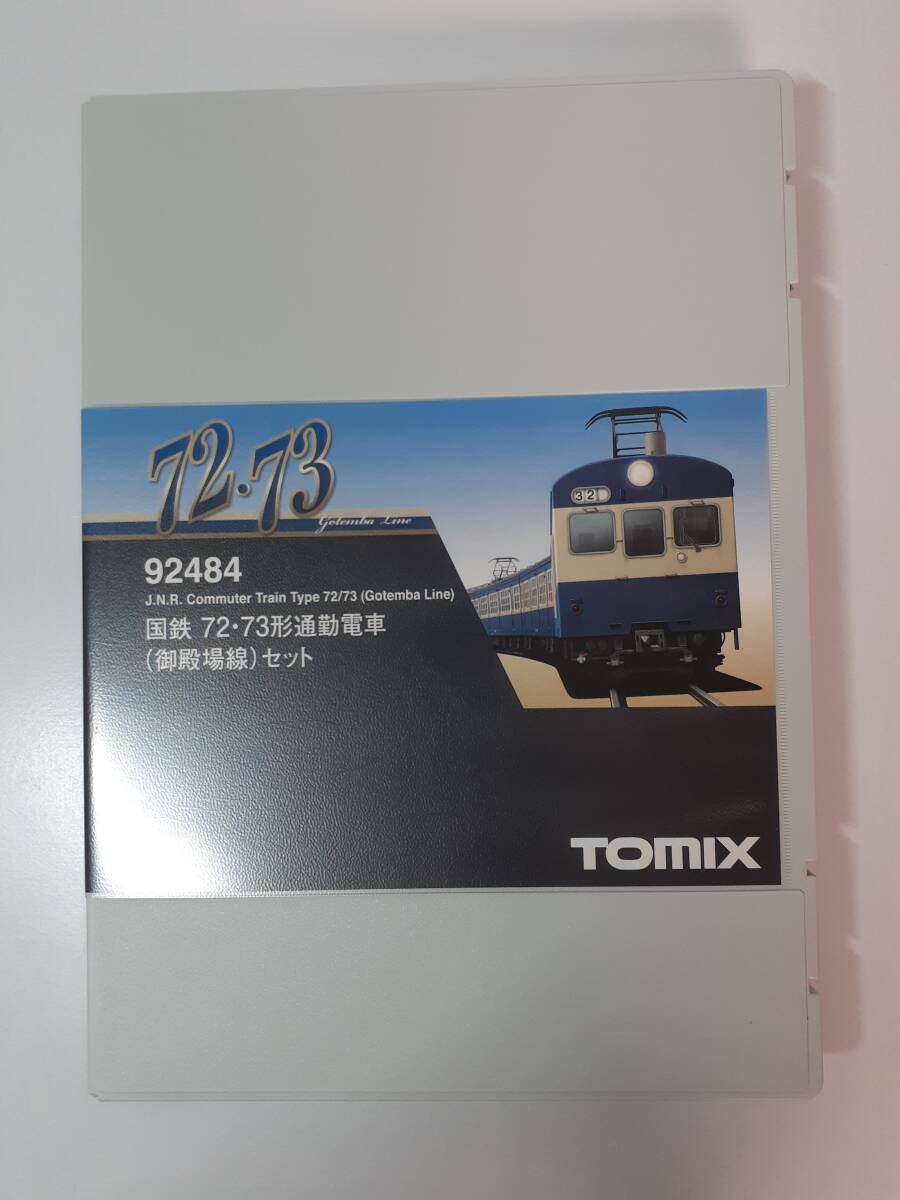 72・73
Gotemba Line
32
92484
J.N.R. Commuter Train Type 72/73 (Gotemba Line)
国鉄 72・73形通勤電車
(御殿場線)セット
TOMIX